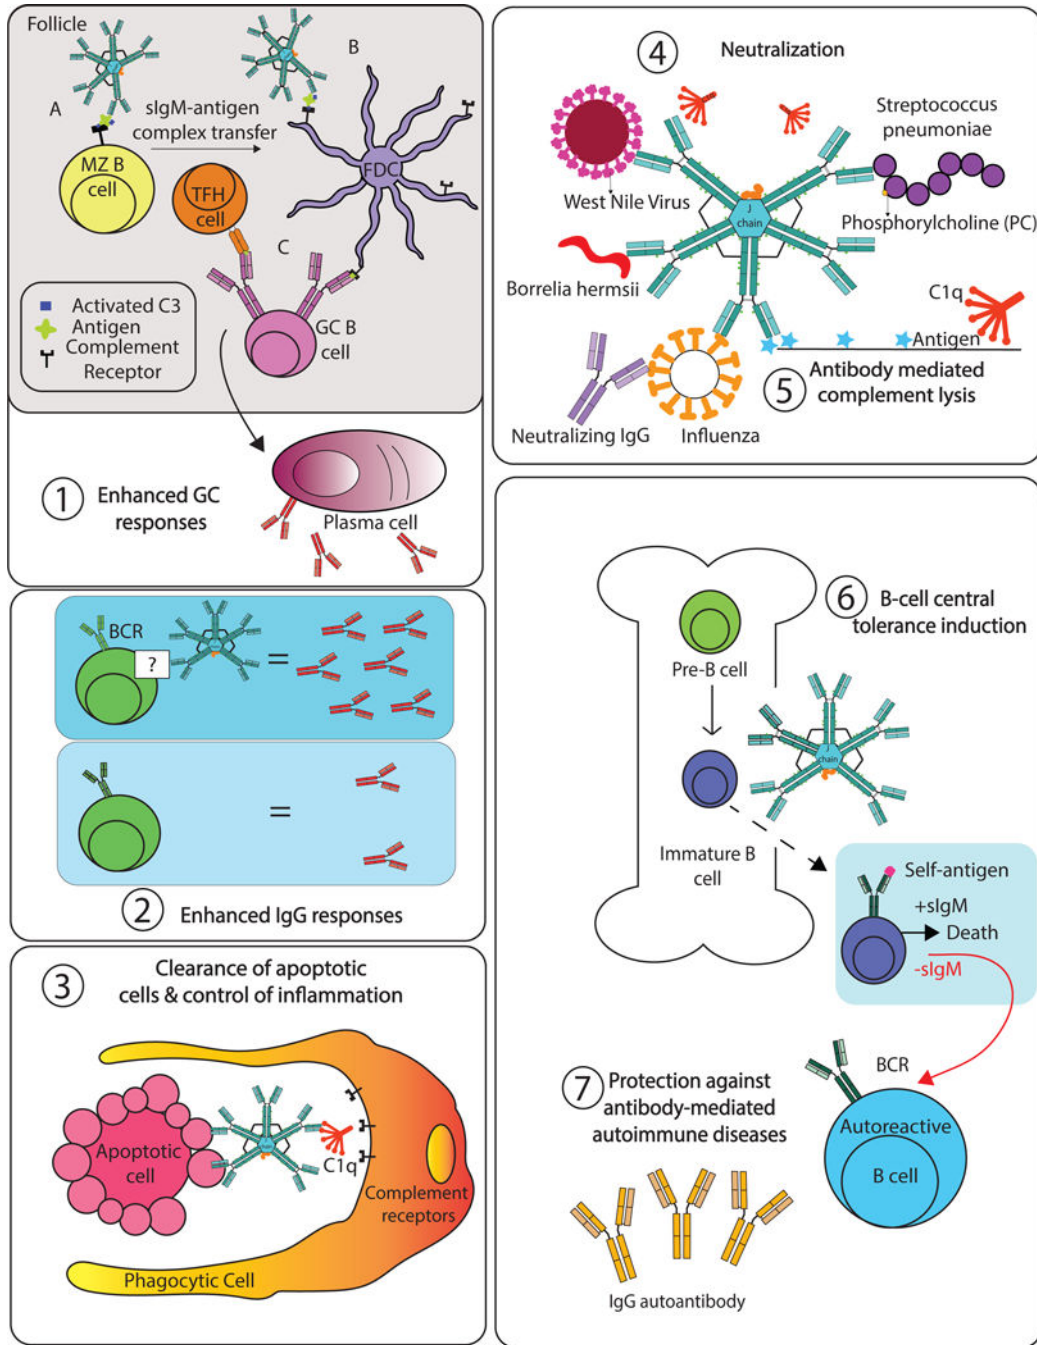 Follicle
A
B
sIgM-antigen
complex transfer
MZ B
cell
TFH
cell
FDC
C
GC B
cell
Activated C3
Antigen
Complement
Receptor
1
Enhanced GC
responses
Plasma cell
BCR
?
=
=
2
Enhanced IgG responses
3
Clearance of apoptotic
cells & control of inflammation
Apoptotic
cell
chain
C1q
Complement
receptors
Phagocytic Cell
4
Neutralization
Streptococcus
pneumoniae
West Nile Virus
J
chain
Phosphorylcholine (PC)
Borrelia hermsii
C1q
Antigen
5
Antibody mediated
complement lysis
Neutralizing IgG
Influenza
6
B-cell central
tolerance induction
Pre-B cell
J
chain
Immature B
cell
Self-antigen
+sIgM
Death
-sIgM
BCR
7
Protection against
antibody-mediated
autoimmune diseases
Autoreactive
B cell
IgG autoantibody